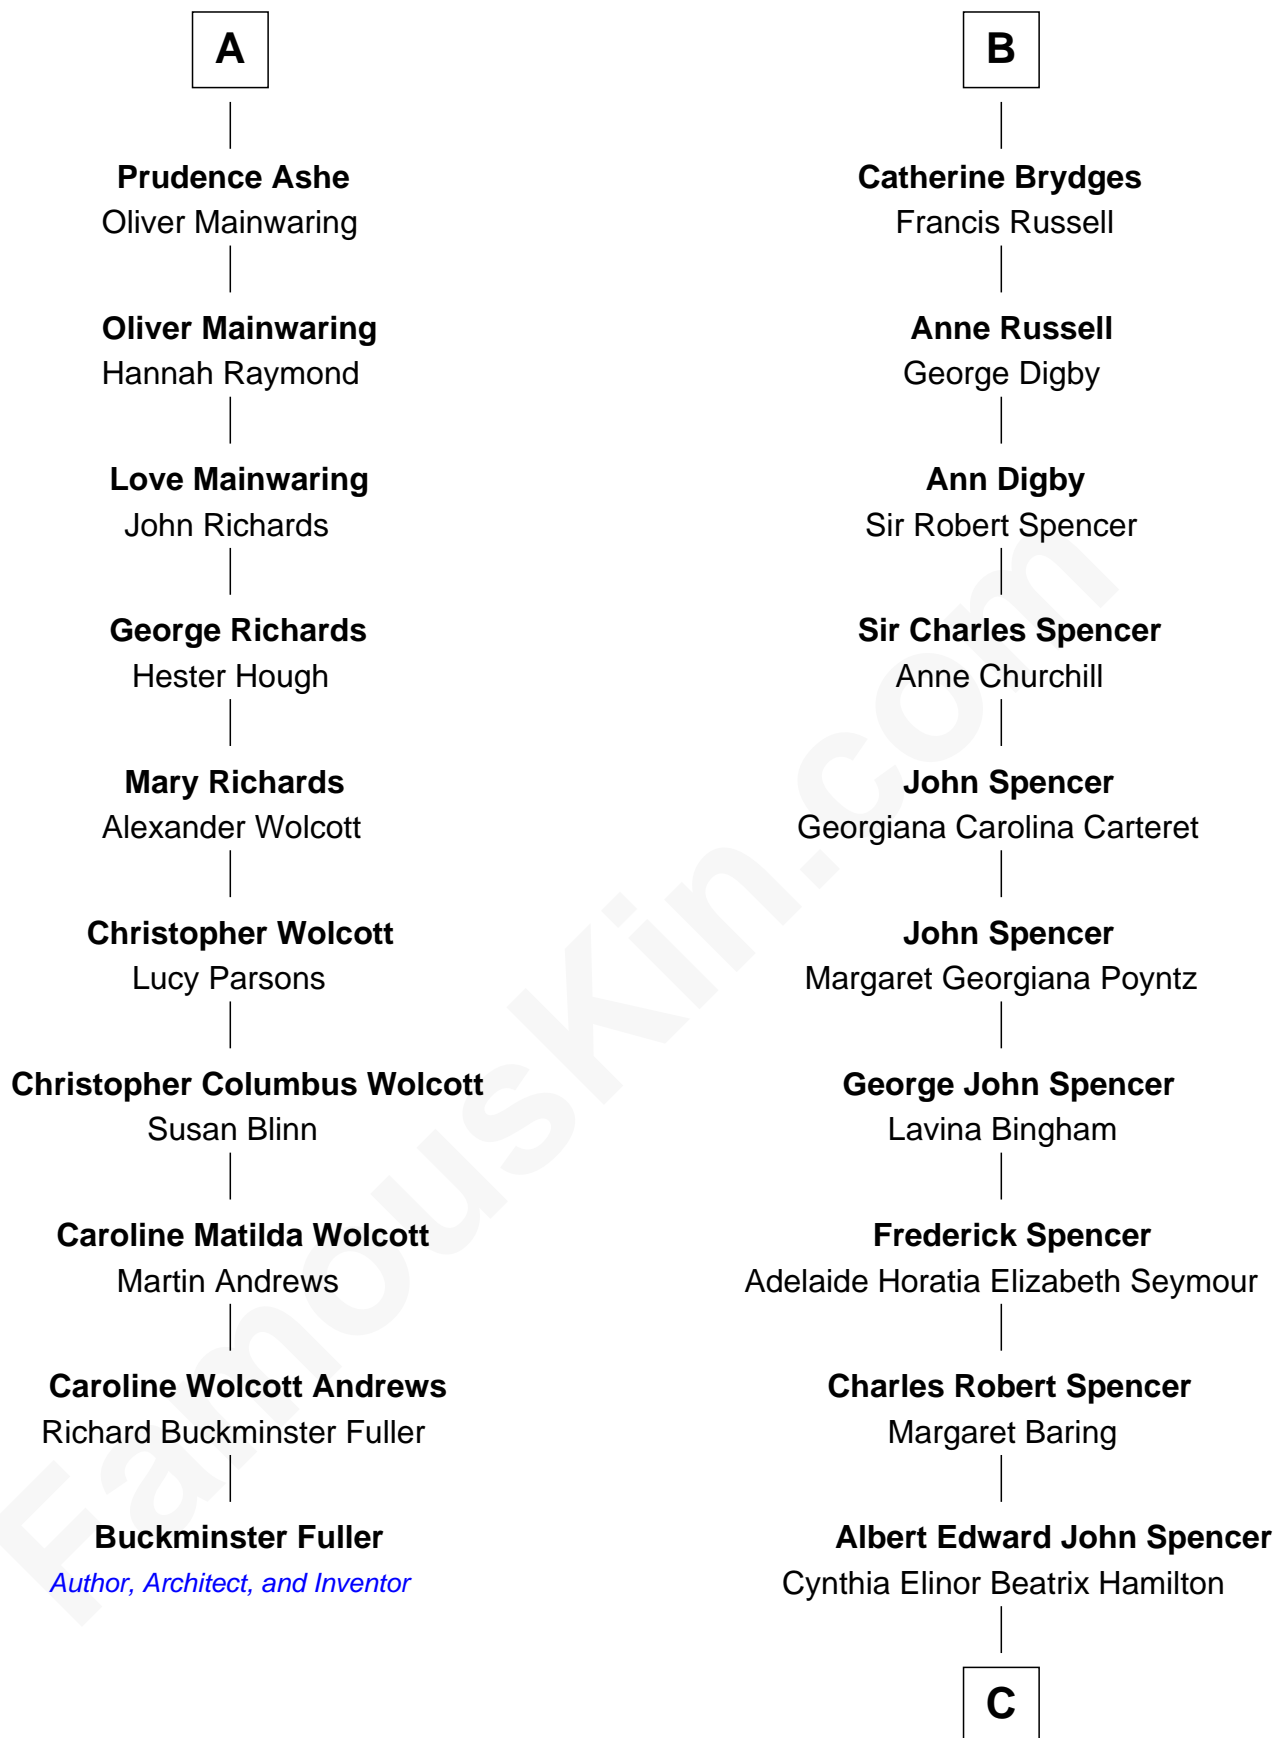 A
Prudence Ashe
Oliver Mainwaring
Oliver Mainwaring
Hannah Raymond
Love Mainwaring
John Richards
George Richards
Hester Hough
Mary Richards
Alexander Wolcott
Christopher Wolcott
Lucy Parsons
Christopher Columbus Wolcott
Susan Blinn
Caroline Matilda Wolcott
Martin Andrews
Caroline Wolcott Andrews
Richard Buckminster Fuller
Buckminster Fuller
Author, Architect, and Inventor
B
Catherine Brydges
Francis Russell
Anne Russell
George Digby
Ann Digby
Sir Robert Spencer
Sir Charles Spencer
Anne Churchill
John Spencer
Georgiana Carolina Carteret
John Spencer
Margaret Georgiana Poyntz
George John Spencer
Lavina Bingham
Frederick Spencer
Adelaide Horatia Elizabeth Seymour
Charles Robert Spencer
Margaret Baring
Albert Edward John Spencer
Cynthia Elinor Beatrix Hamilton
C
FamousKin.com